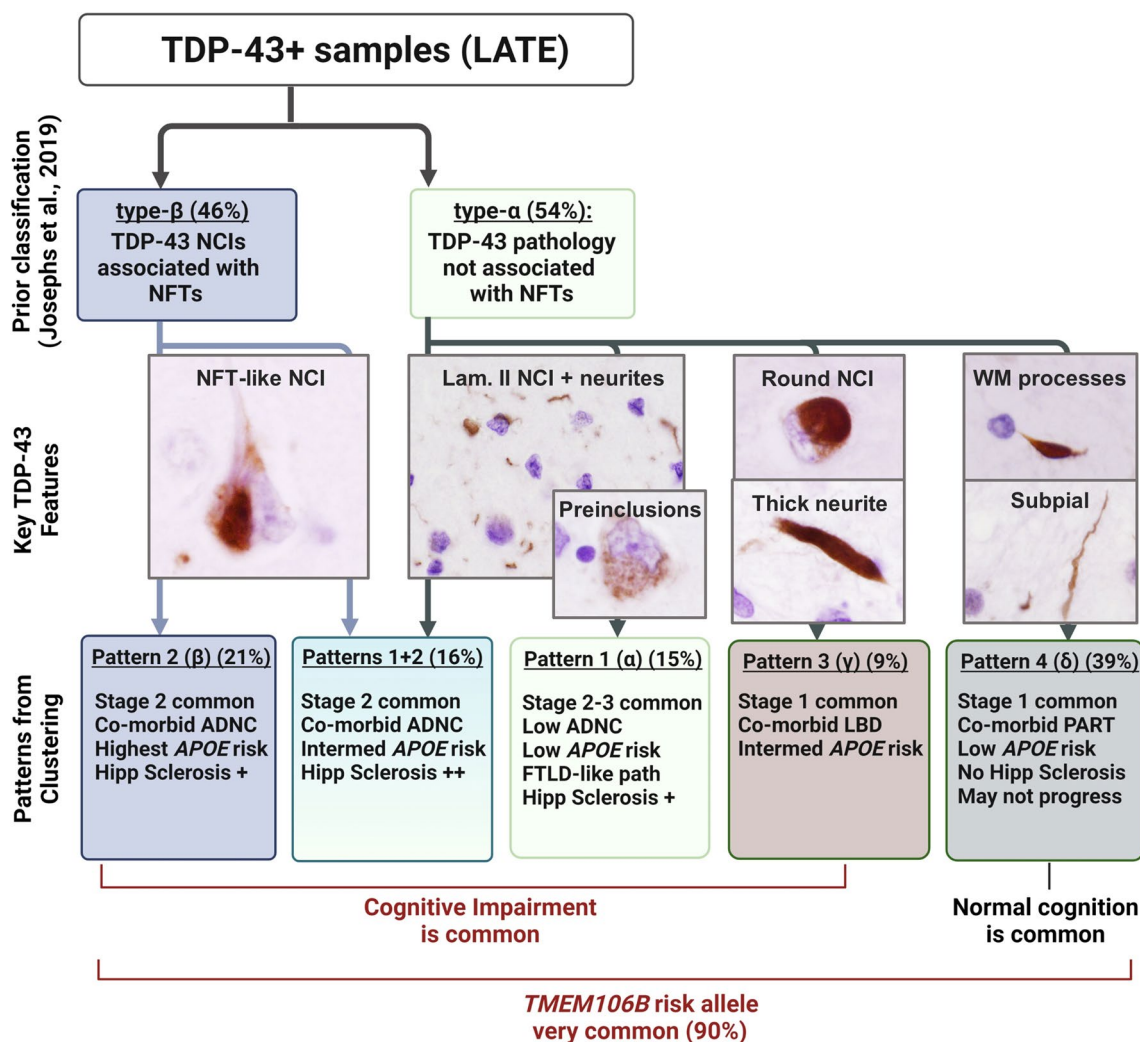 TDP-43+ samples (LATE)
Prior classification
(Josephs et al., 2019)
type-β (46%)
TDP-43 NCIs
associated with
NFTs
type-α (54%):
TDP-43 pathology
not associated
with NFTs
Key TDP-43
Features
NFT-like NCI
Lam. II NCI + neurites
Preinclusions
Round NCI
Thick neurite
WM processes
Subpial
Patterns from
Clustering
Pattern 2 (β) (21%)
Stage 2 common
Co-morbid ADNC
Highest APOE risk
Hipp Sclerosis +
Patterns 1+2 (16%)
Stage 2 common
Co-morbid ADNC
Intermed APOE risk
Hipp Sclerosis ++
Pattern 1 (α) (15%)
Stage 2-3 common
Low ADNC
Low APOE risk
FTLD-like path
Hipp Sclerosis +
Pattern 3 (γ) (9%)
Stage 1 common
Co-morbid LBD
Intermed APOE risk
Pattern 4 (δ) (39%)
Stage 1 common
Co-morbid PART
Low APOE risk
No Hipp Sclerosis
May not progress
Cognitive Impairment
is common
Normal cognition
is common
TMEM106B risk allele
very common (90%)